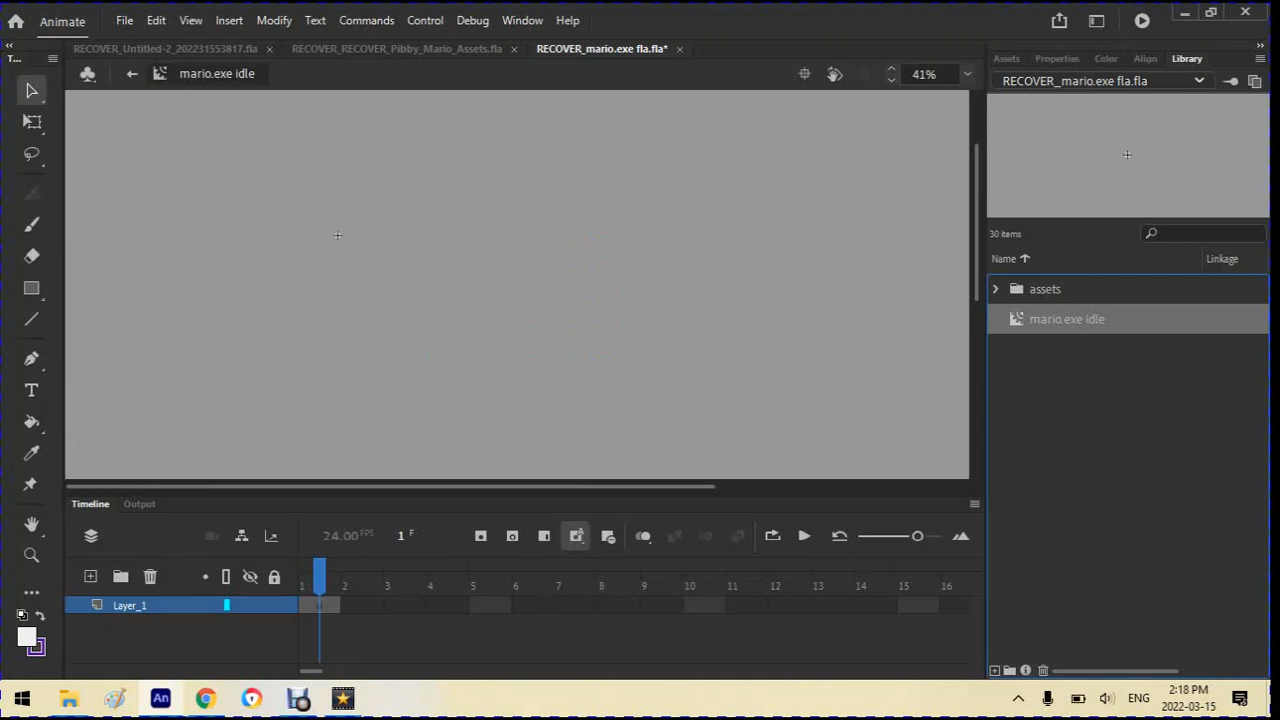 Animate File Edit View Insert Modify Text Commands Control Debug Window Help
RECOVER_Untitled-2_202231553817.fla RECOVER_RECOVER_Pibby_Mario_Assets.fla RECOVER_mario.exe fla.fla*
T...
Assets Properties Color Align Library
mario.exe idle 41%
RECOVER_mario.exe fla.fla
30 items
Name Linkage
assets
mario.exe idle
Timeline Output
24.00 FPS 1 F
1 2 3 4 5 6 7 8 9 10 11 12 13 14 15 16
Layer_1
T
An
ENG
2:18 PM
2022-03-15